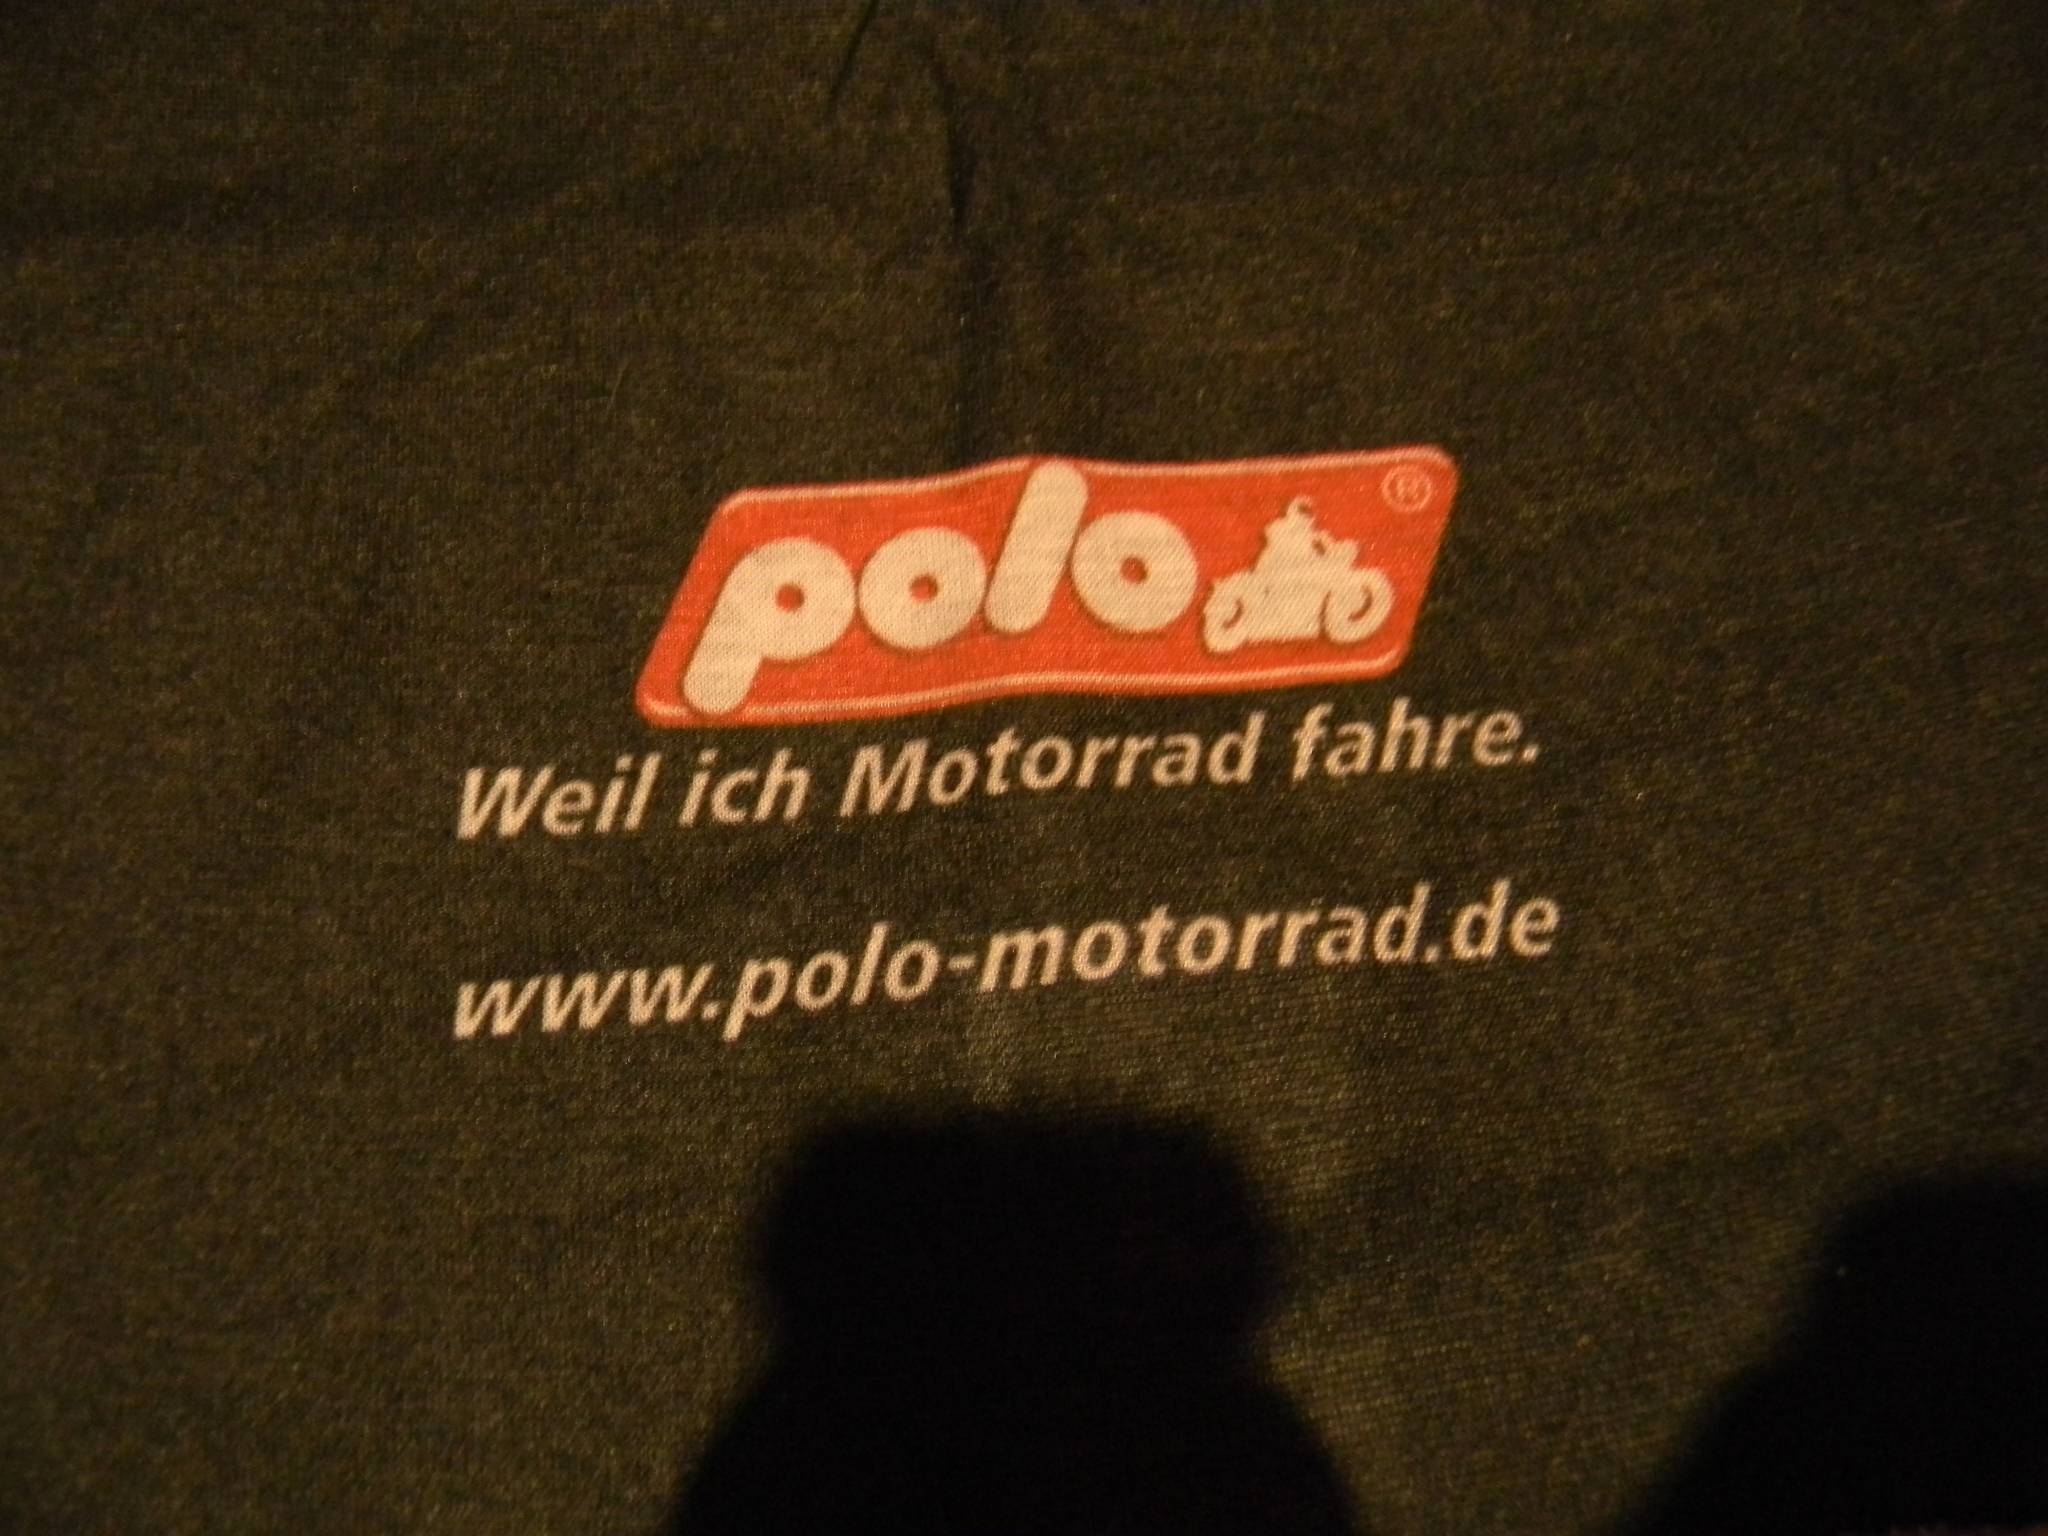 polo ®
Weil ich Motorrad fahre.
www.polo-motorrad.de